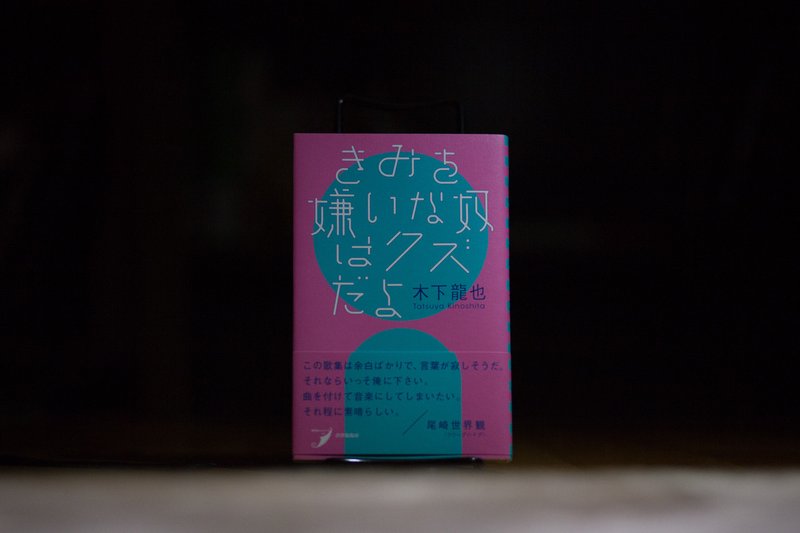 きみを
嫌いな奴
はクズ
だよ
木下龍也
Tatsuya Kinoshita
この歌集は余白ばかりで、言葉が寂しそうだ。
それならいっそ俺に下さい。
曲を付けて音楽にしてしまいたい。
それ程に素晴らしい。
尾崎世界観